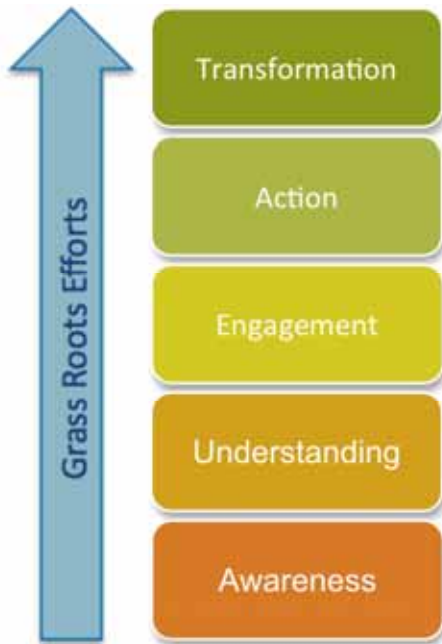 Grass Roots Efforts
Transformation
Action
Engagement
Understanding
Awareness